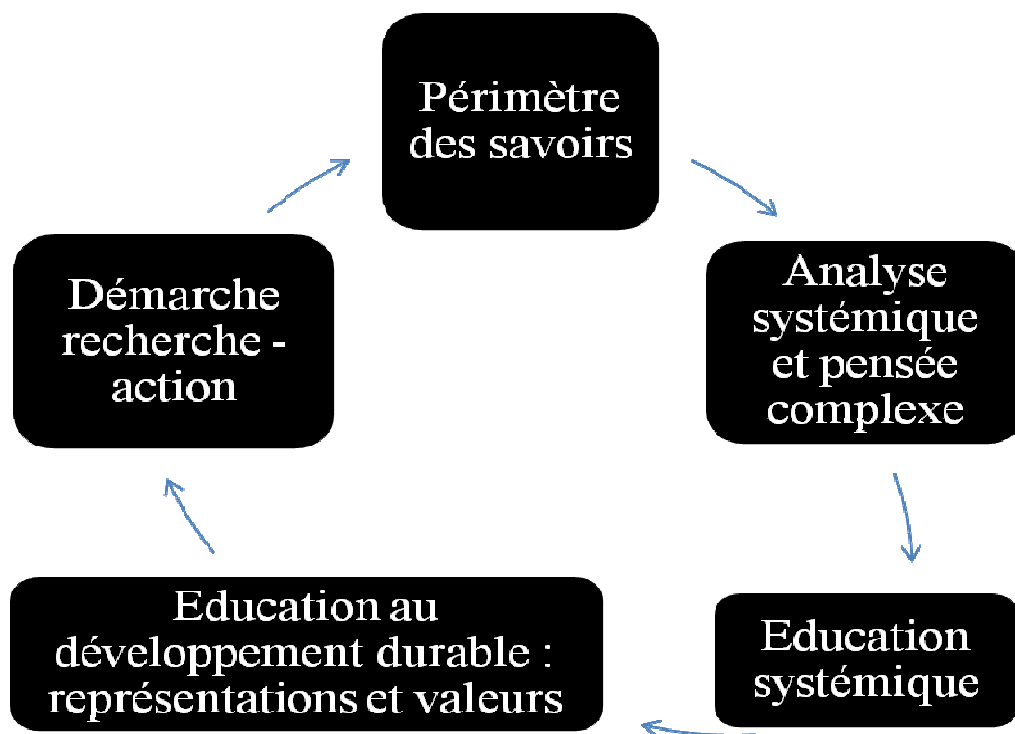 Périmètre
des savoirs
Analyse
systémique
et pensée
complexe
Education
systémique
Education au
développement durable :
représentations et valeurs
Démarche
recherche -
action